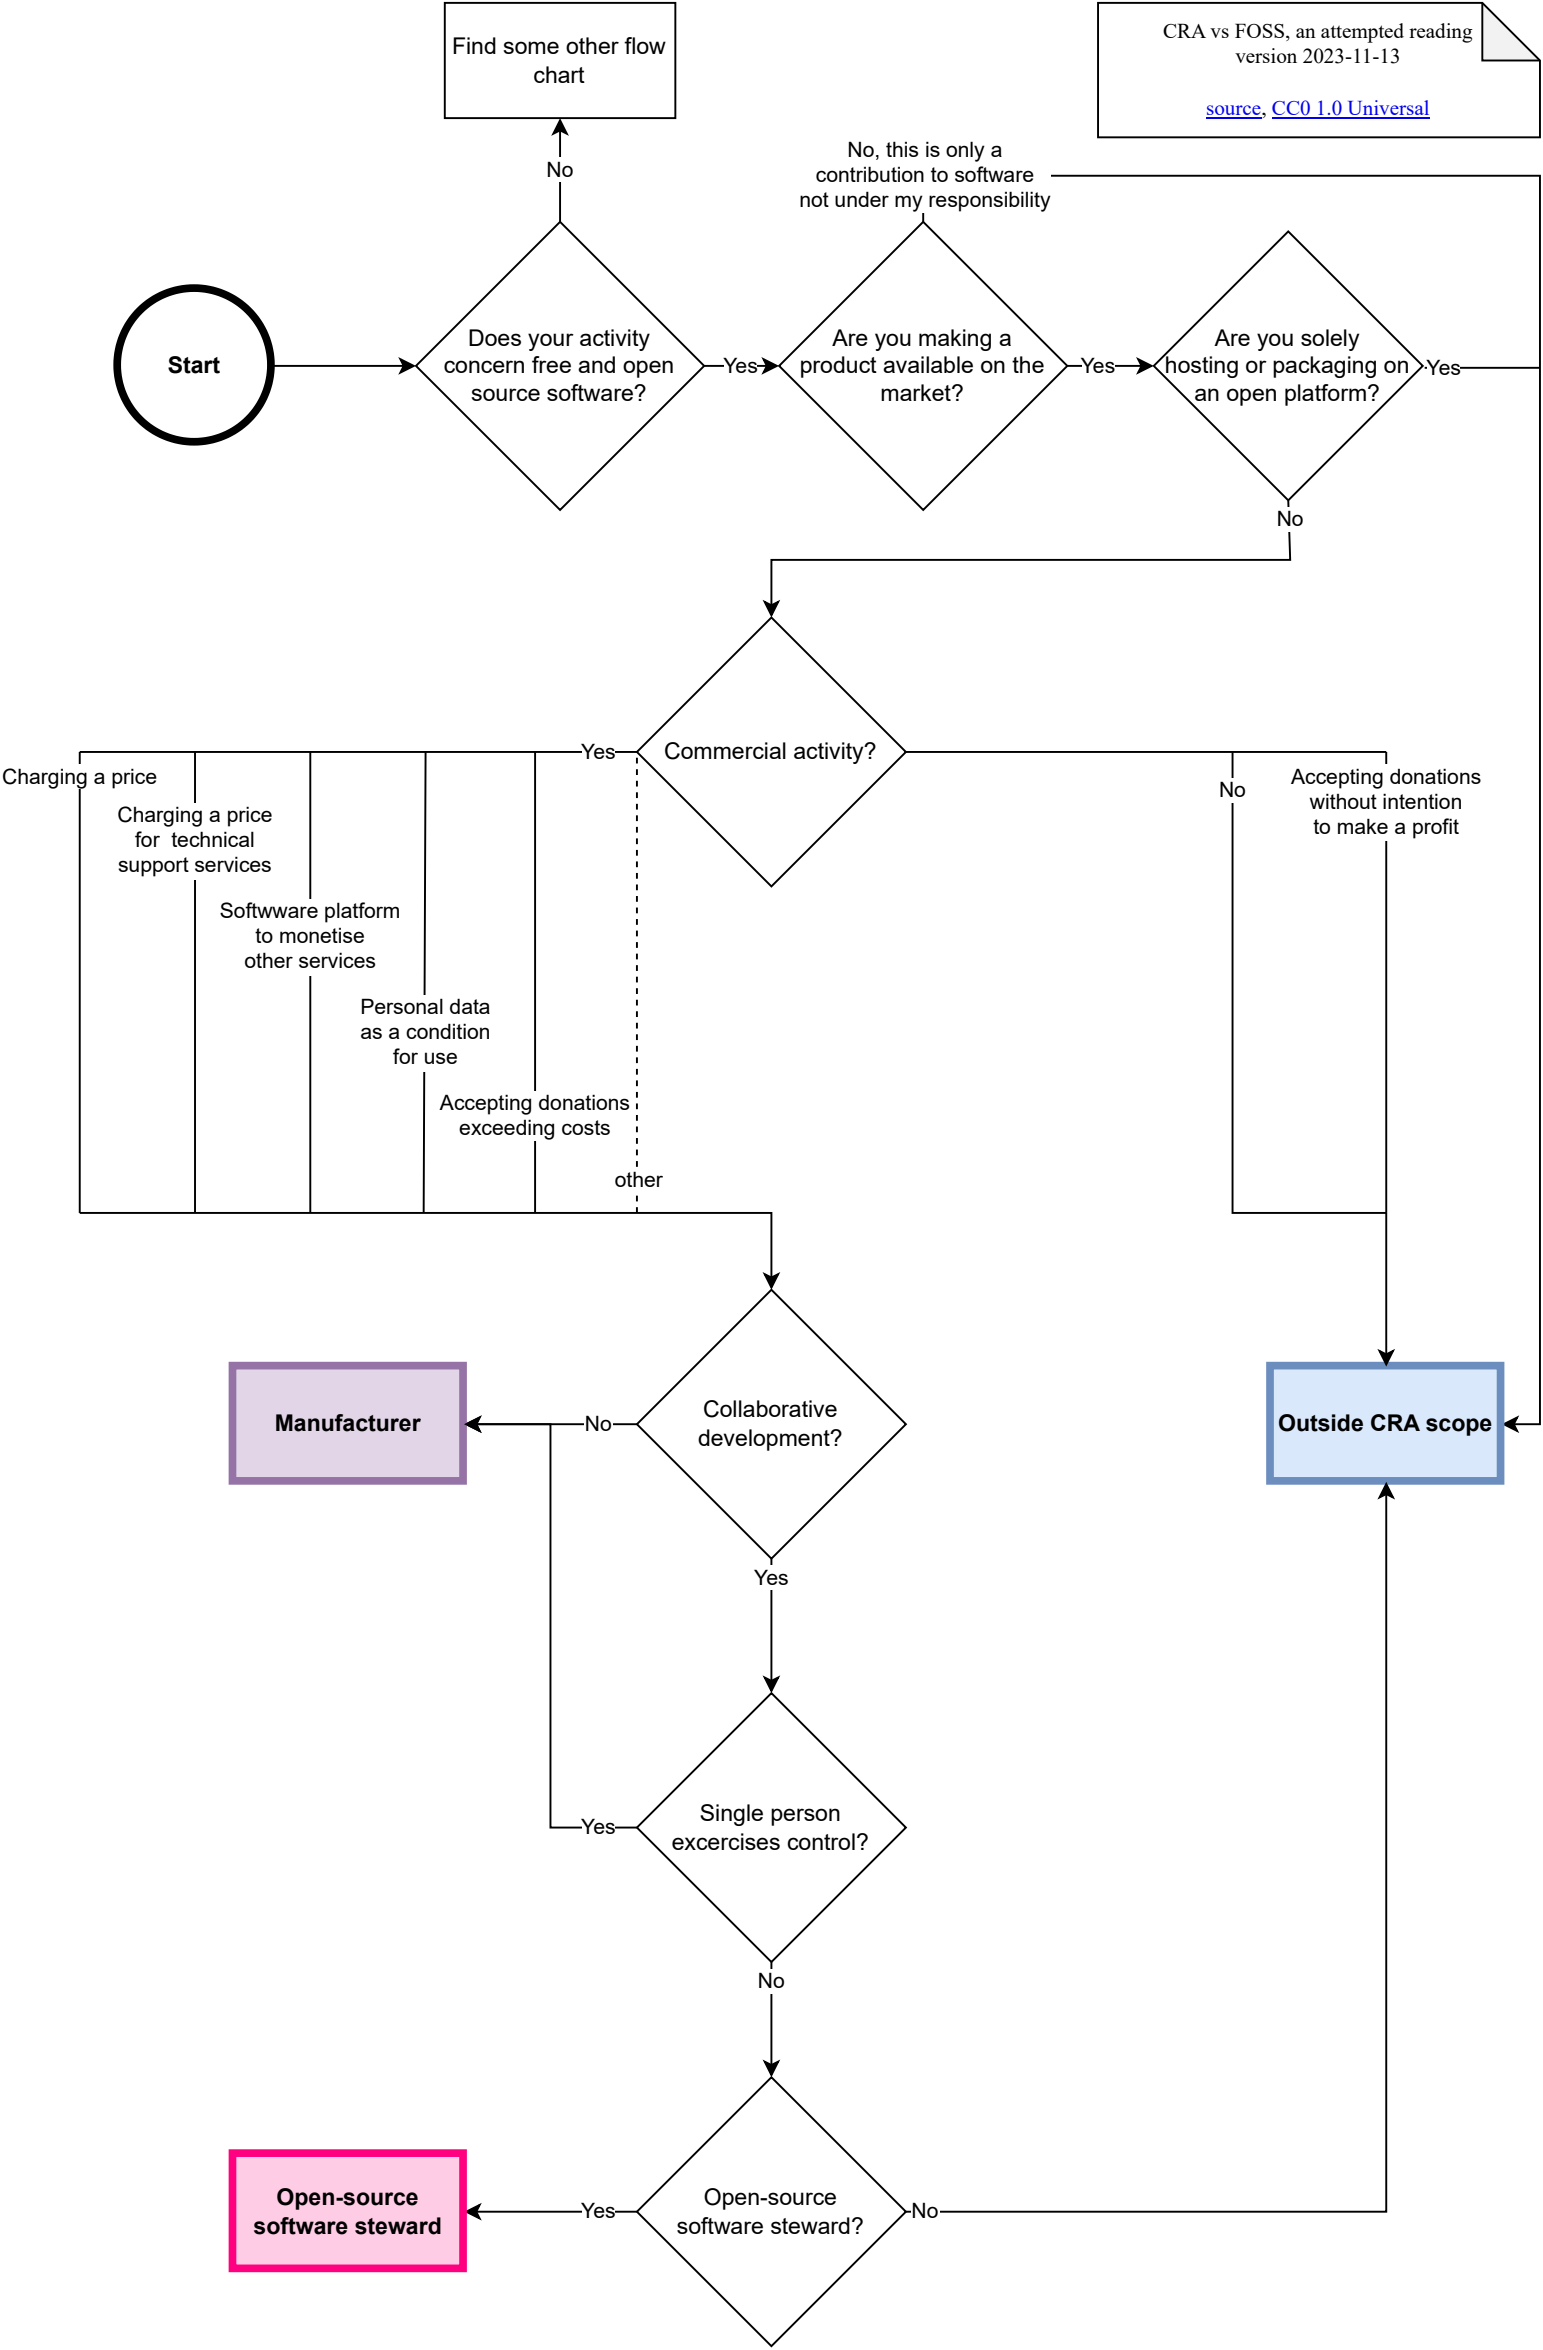 Find some other flow
chart
CRA vs FOSS, an attempted reading
version 2023-11-13
source, CC0 1.0 Universal
No
No, this is only a
contribution to software
not under my responsibility
Start
Does your activity
concern free and open
source software?
Yes
Are you making a
product available on the
market?
Yes
Are you solely
hosting or packaging on
an open platform?
Yes
No
Commercial activity?
Yes
Charging a price
Charging a price
for technical
support services
Softwware platform
to monetise
other services
Personal data
as a condition
for use
Accepting donations
exceeding costs
other
No
Accepting donations
without intention
to make a profit
Manufacturer
No
Collaborative
development?
Outside CRA scope
Yes
Yes
Single person
excercises control?
No
Open-source
software steward
Yes
Open-source
software steward?
No